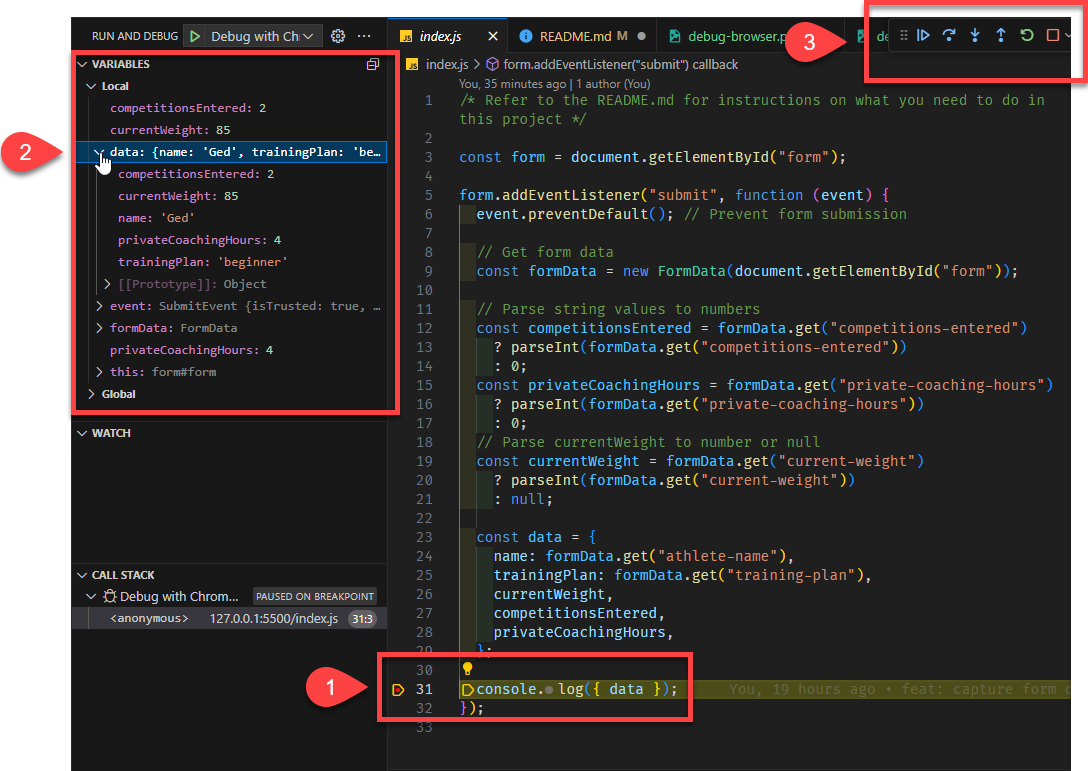 RUN AND DEBUG
Debug with Chr
index.js
README.md M
debug-browser.p
de
3
VARIABLES
Local
competitionsEntered: 2
currentWeight: 85
data: {name: 'Ged', trainingPlan: 'be…
competitionsEntered: 2
currentWeight: 85
name: 'Ged'
privateCoachingHours: 4
trainingPlan: 'beginner'
[[Prototype]]: Object
event: SubmitEvent {isTrusted: true, …
formData: FormData
privateCoachingHours: 4
this: form#form
Global
2
WATCH
CALL STACK
Debug with Chrom...
PAUSED ON BREAKPOINT
<anonymous>
127.0.0.1:5500/index.js
31:3
JS index.js > form.addEventListener("submit") callback
You, 35 minutes ago | 1 author (You)
1 /* Refer to the README.md for instructions on what you need to do in
this project */
2
3 const form = document.getElementById("form");
4
5 form.addEventListener("submit", function (event) {
6 event.preventDefault(); // Prevent form submission
7
8 // Get form data
9 const formData = new FormData(document.getElementById("form"));
10
11 // Parse string values to numbers
12 const competitionsEntered = formData.get("competitions-entered")
13 ? parseInt(formData.get("competitions-entered"))
14 : 0;
15 const privateCoachingHours = formData.get("private-coaching-hours")
16 ? parseInt(formData.get("private-coaching-hours"))
17 : 0;
18 // Parse currentWeight to number or null
19 const currentWeight = formData.get("current-weight")
20 ? parseInt(formData.get("current-weight"))
21 : null;
22
23 const data = {
24 name: formData.get("athlete-name"),
25 trainingPlan: formData.get("training-plan"),
26 currentWeight,
27 competitionsEntered,
28 privateCoachingHours,
29 };
30
1
31 console.log({ data }); You, 19 hours ago • feat: capture form d
32 });
33